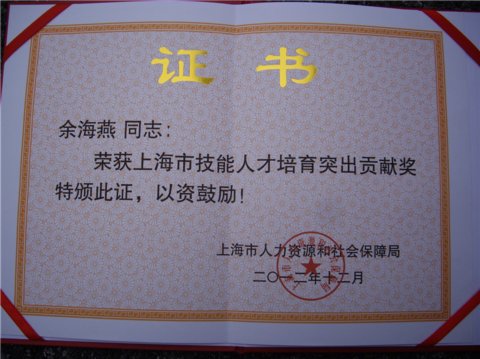 证书
余海燕 同志：
荣获上海市技能人才培育突出贡献奖
特颁此证，以资鼓励！
上海市人力资源和社会保障局
二〇一二年十二月